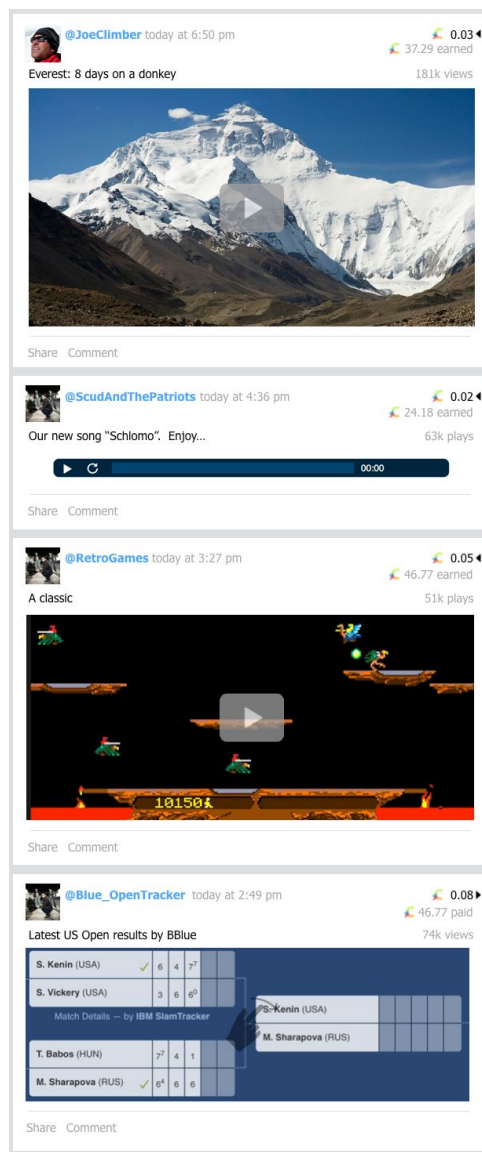 @JoeClimber today at 6:50 pm 0.03
37.29 earned
Everest: 8 days on a donkey 181k views
Share Comment
@ScudAndThePatriots today at 4:36 pm 0.02
24.18 earned
Our new song “Schlomo”. Enjoy... 63k plays
00:00
Share Comment
@RetroGames today at 3:27 pm 0.05
46.77 earned
A classic 51k plays
10150
Share Comment
@Blue_OpenTracker today at 2:49 pm 0.08
46.77 paid
Latest US Open results by BBlue 74k views
S. Kenin (USA) ✓ 6 4 7⁷
S. Vickery (USA) 3 6 6⁰
S. Kenin (USA)
Match Details — by IBM SlamTracker
M. Sharapova (RUS)
T. Babos (HUN) 7⁷ 4 1
M. Sharapova (RUS) ✓ 6⁴ 6 6
Share Comment